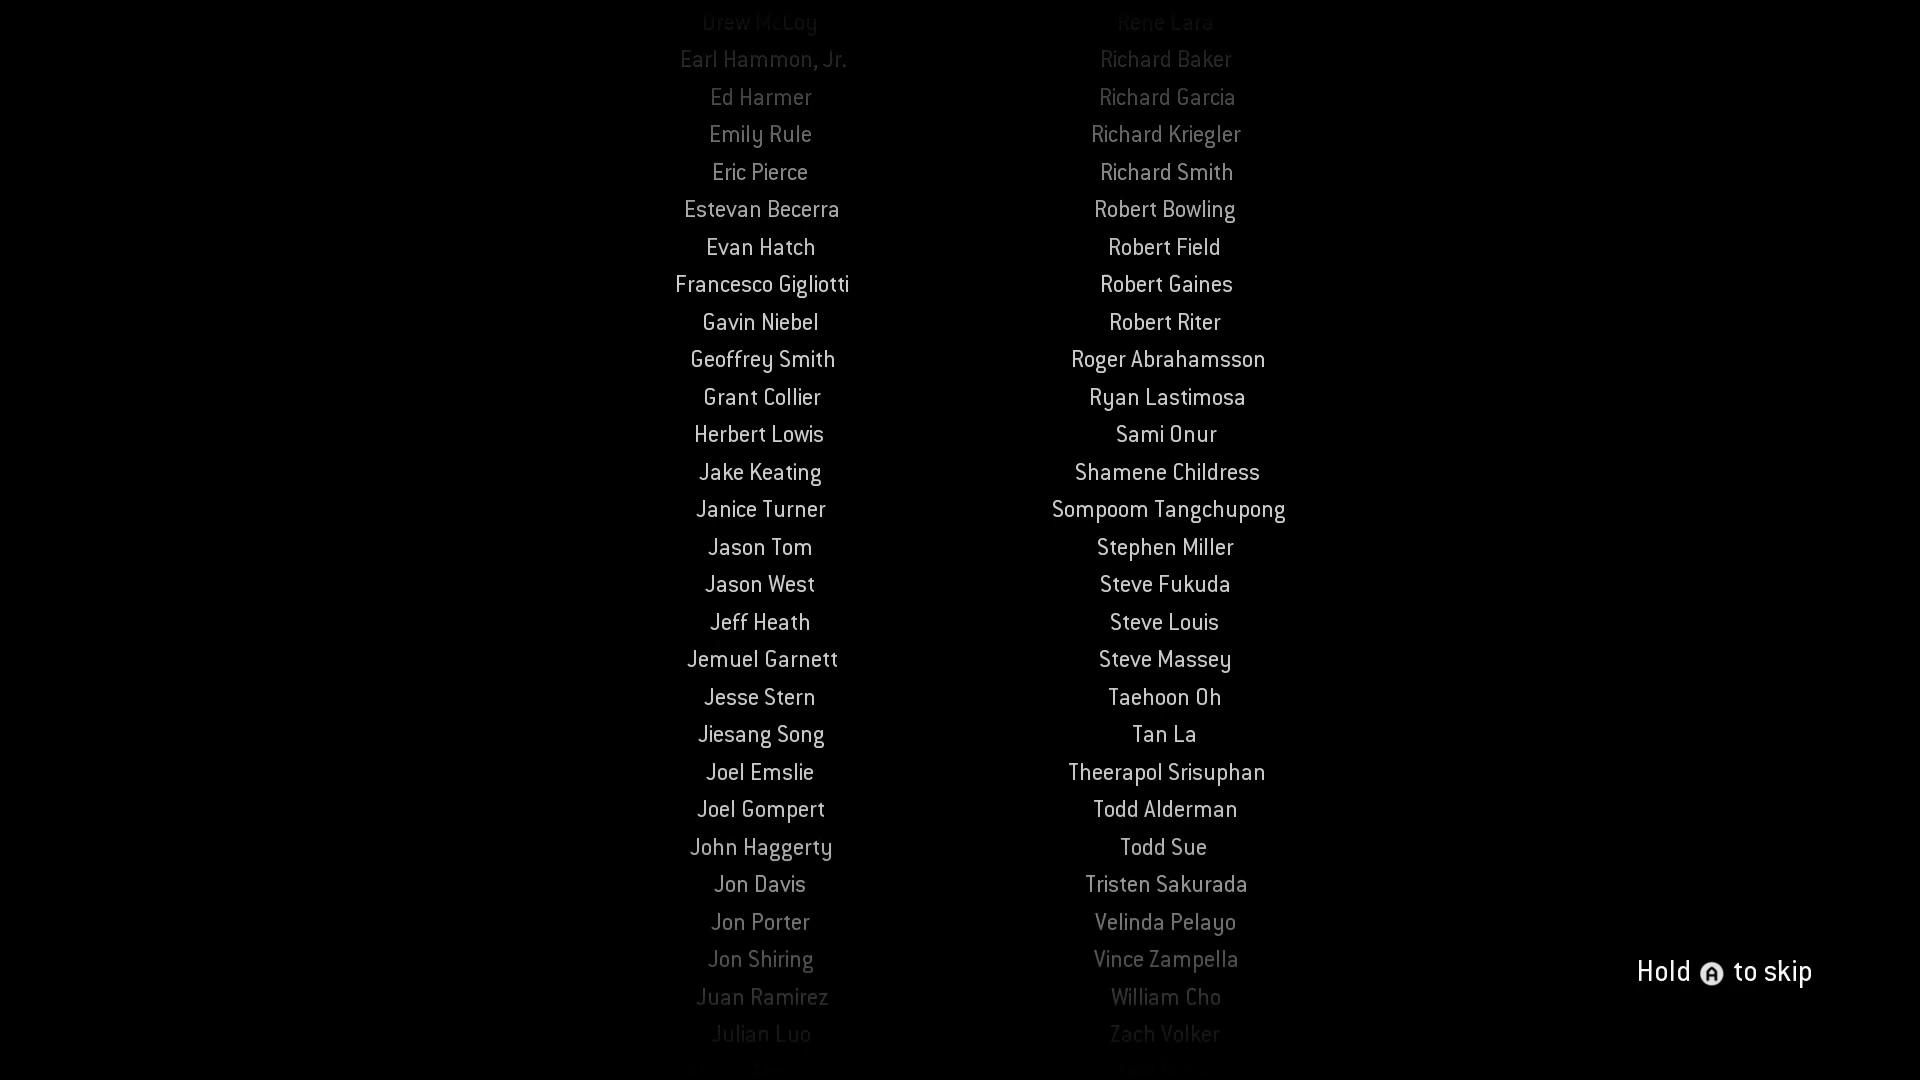 Drew McCoy
Earl Hammon, Jr.
Ed Harmer
Emily Rule
Eric Pierce
Estevan Becerra
Evan Hatch
Francesco Gigliotti
Gavin Niebel
Geoffrey Smith
Grant Collier
Herbert Lowis
Jake Keating
Janice Turner
Jason Tom
Jason West
Jeff Heath
Jemuel Garnett
Jesse Stern
Jiesang Song
Joel Emslie
Joel Gompert
John Haggerty
Jon Davis
Jon Porter
Jon Shiring
Juan Ramirez
Julian Luo
Rene Lara
Richard Baker
Richard Garcia
Richard Kriegler
Richard Smith
Robert Bowling
Robert Field
Robert Gaines
Robert Riter
Roger Abrahamsson
Ryan Lastimosa
Sami Onur
Shamene Childress
Sompoom Tangchupong
Stephen Miller
Steve Fukuda
Steve Louis
Steve Massey
Taehoon Oh
Tan La
Theerapol Srisuphan
Todd Alderman
Todd Sue
Tristen Sakurada
Velinda Pelayo
Vince Zampella
William Cho
Zach Volker
Hold A to skip